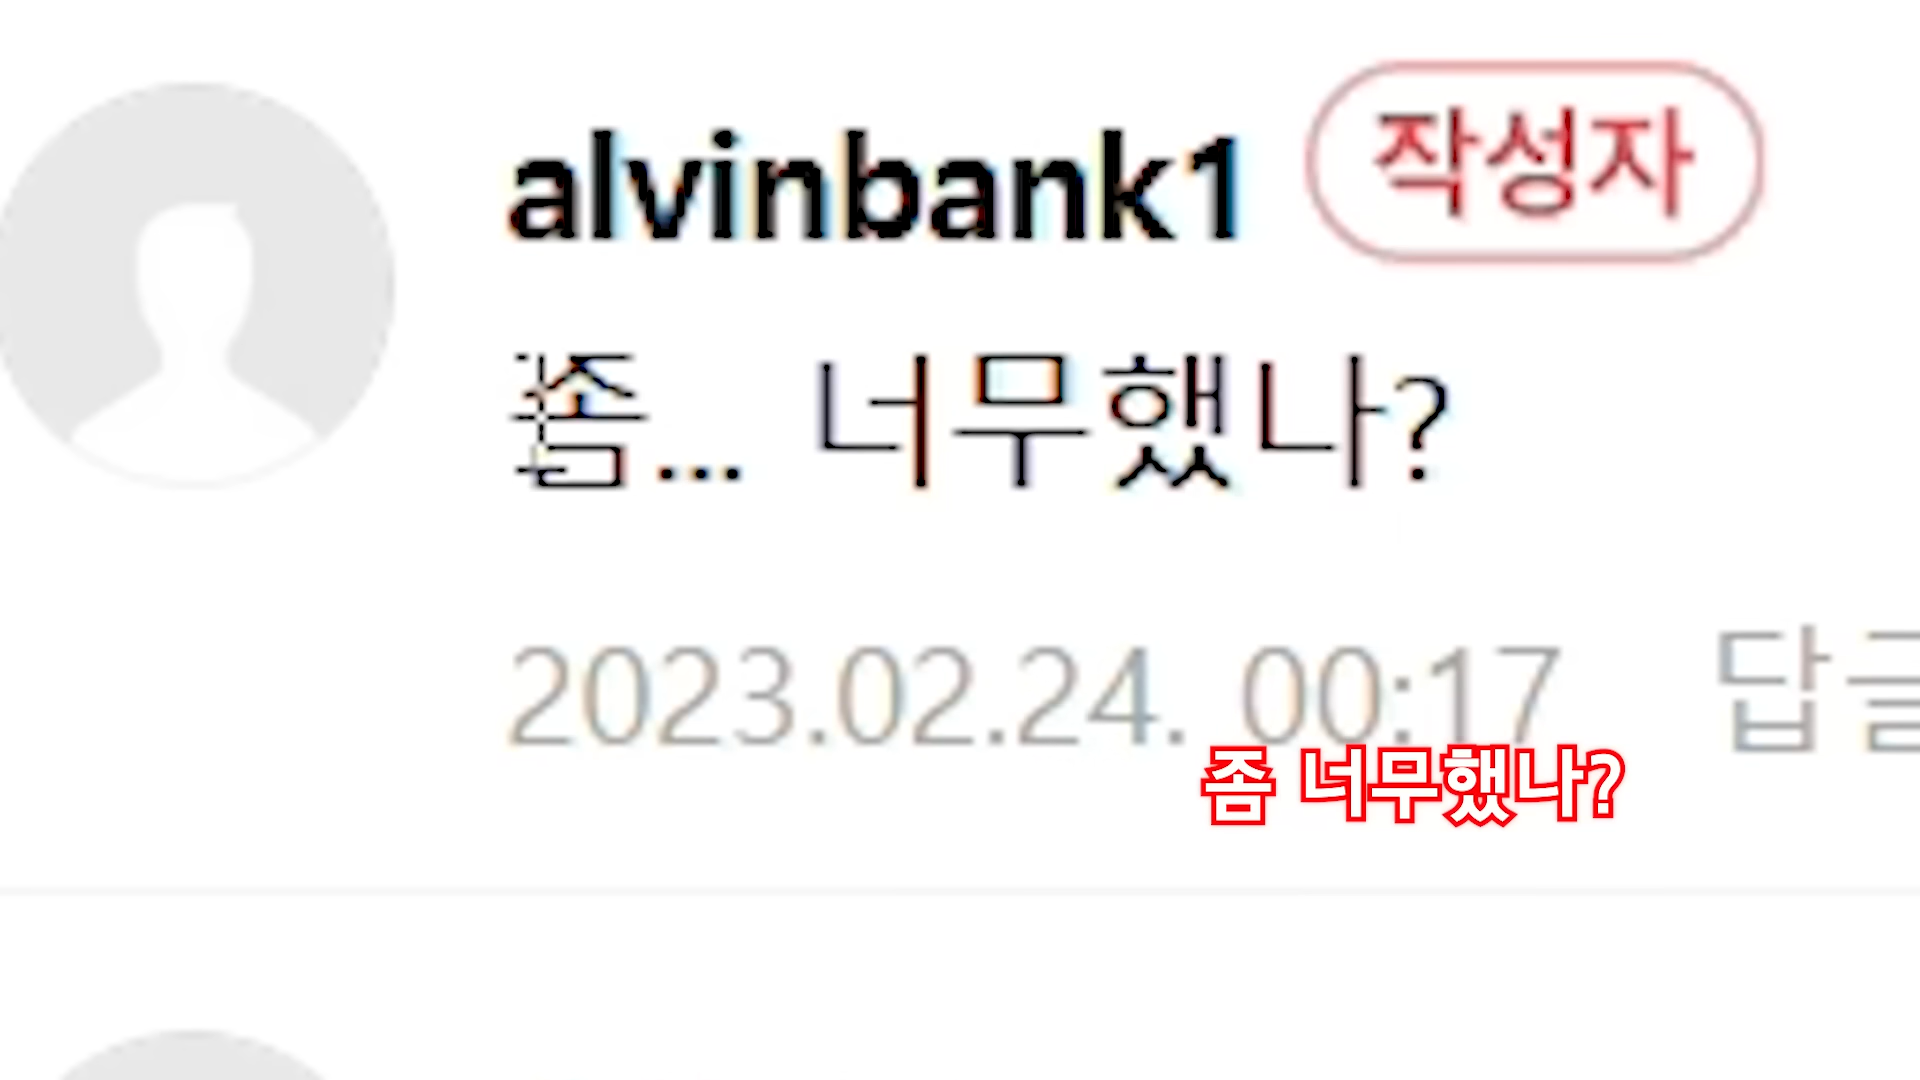 alvinbank1 작성자
좀... 너무했나?
2023.02.24. 00:17
좀 너무했나?